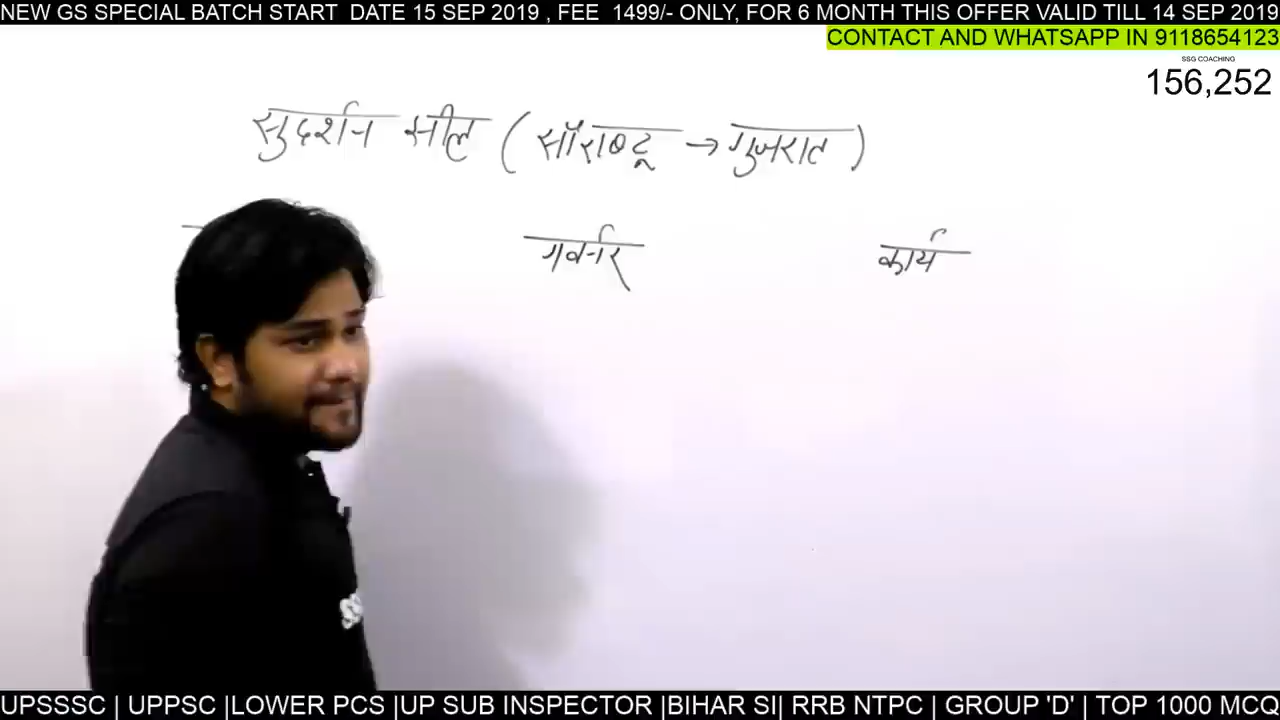 NEW GS SPECIAL BATCH START DATE 15 SEP 2019 , FEE 1499/- ONLY, FOR 6 MONTH THIS OFFER VALID TILL 14 SEP 2019
CONTACT AND WHATSAPP IN 9118654123
SSG COACHING
156,252
सुदर्शन झील ( सौराष्ट्र → गुजरात )
गवर्नर कार्य
UPSSSC | UPPSC |LOWER PCS |UP SUB INSPECTOR |BIHAR SI| RRB NTPC | GROUP 'D' | TOP 1000 MCQ